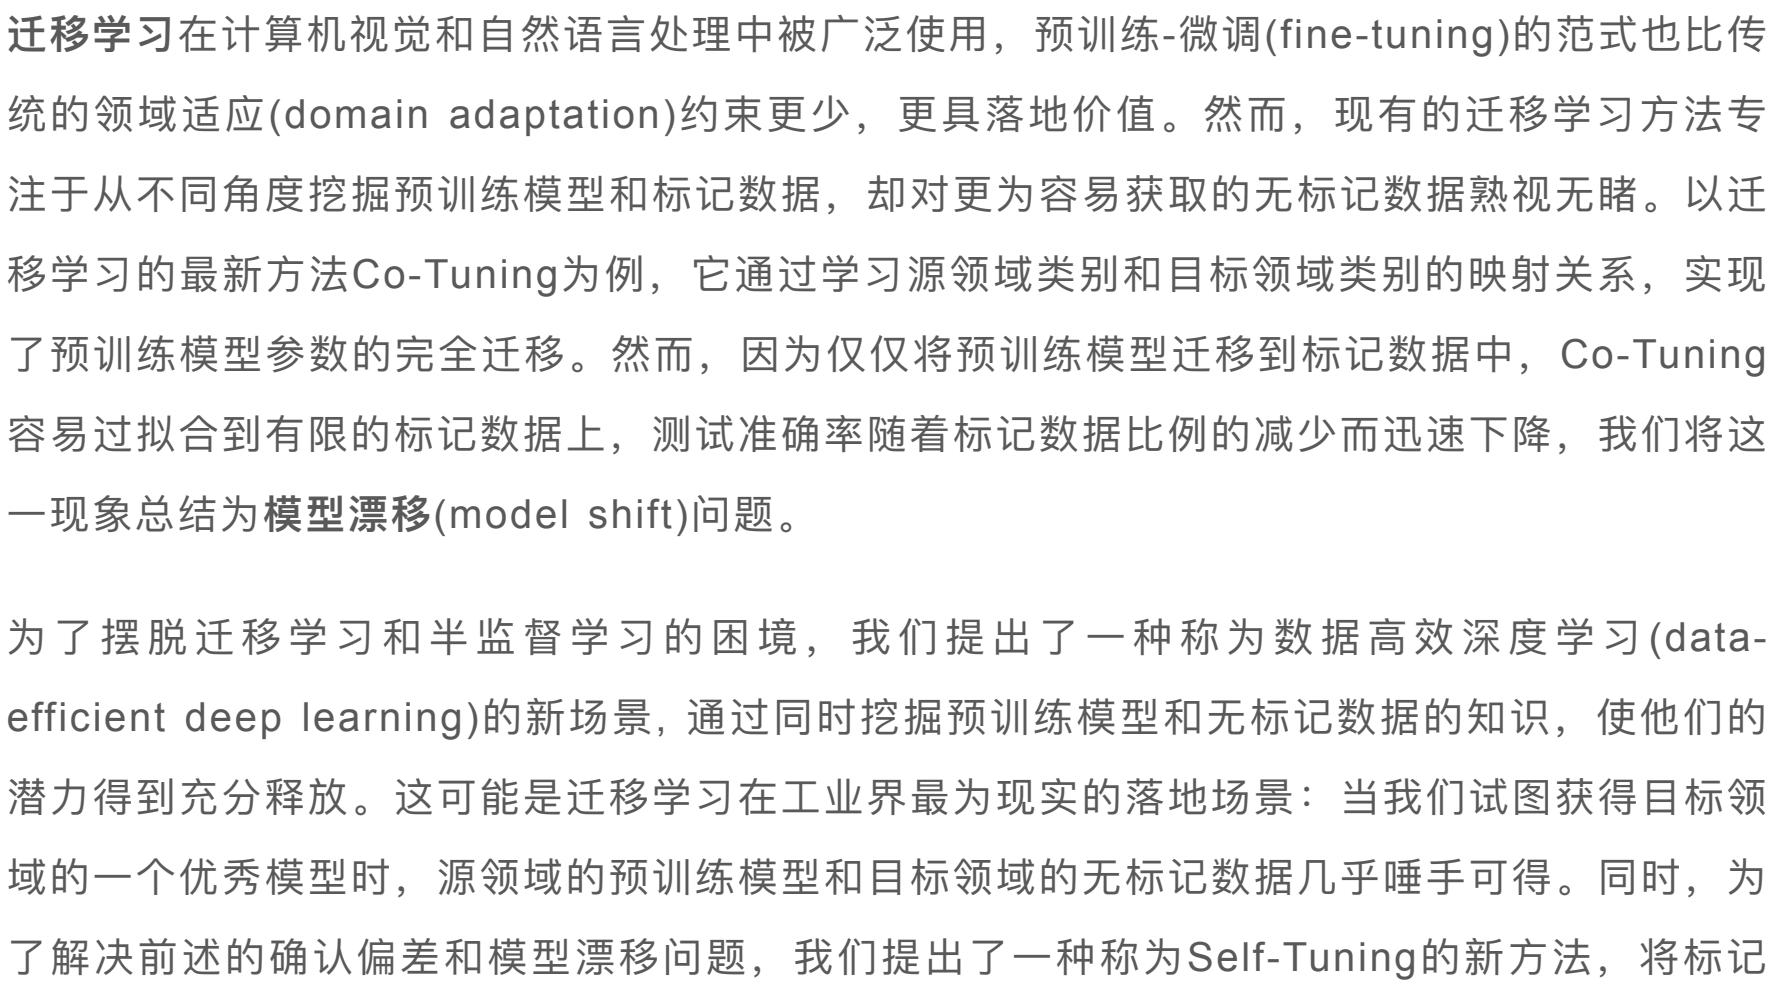 迁移学习在计算机视觉和自然语言处理中被广泛使用，预训练-微调(fine-tuning)的范式也比传
统的领域适应(domain adaptation)约束更少，更具落地价值。然而，现有的迁移学习方法专
注于从不同角度挖掘预训练模型和标记数据，却对更为容易获取的无标记数据熟视无睹。以迁
移学习的最新方法Co-Tuning为例，它通过学习源领域类别和目标领域类别的映射关系，实现
了预训练模型参数的完全迁移。然而，因为仅仅将预训练模型迁移到标记数据中，Co-Tuning
容易过拟合到有限的标记数据上，测试准确率随着标记数据比例的减少而迅速下降，我们将这
一现象总结为模型漂移(model shift)问题。
为了摆脱迁移学习和半监督学习的困境，我们提出了一种称为数据高效深度学习(data-
efficient deep learning)的新场景, 通过同时挖掘预训练模型和无标记数据的知识，使他们的
潜力得到充分释放。这可能是迁移学习在工业界最为现实的落地场景：当我们试图获得目标领
域的一个优秀模型时，源领域的预训练模型和目标领域的无标记数据几乎唾手可得。同时，为
了解决前述的确认偏差和模型漂移问题，我们提出了一种称为Self-Tuning的新方法，将标记